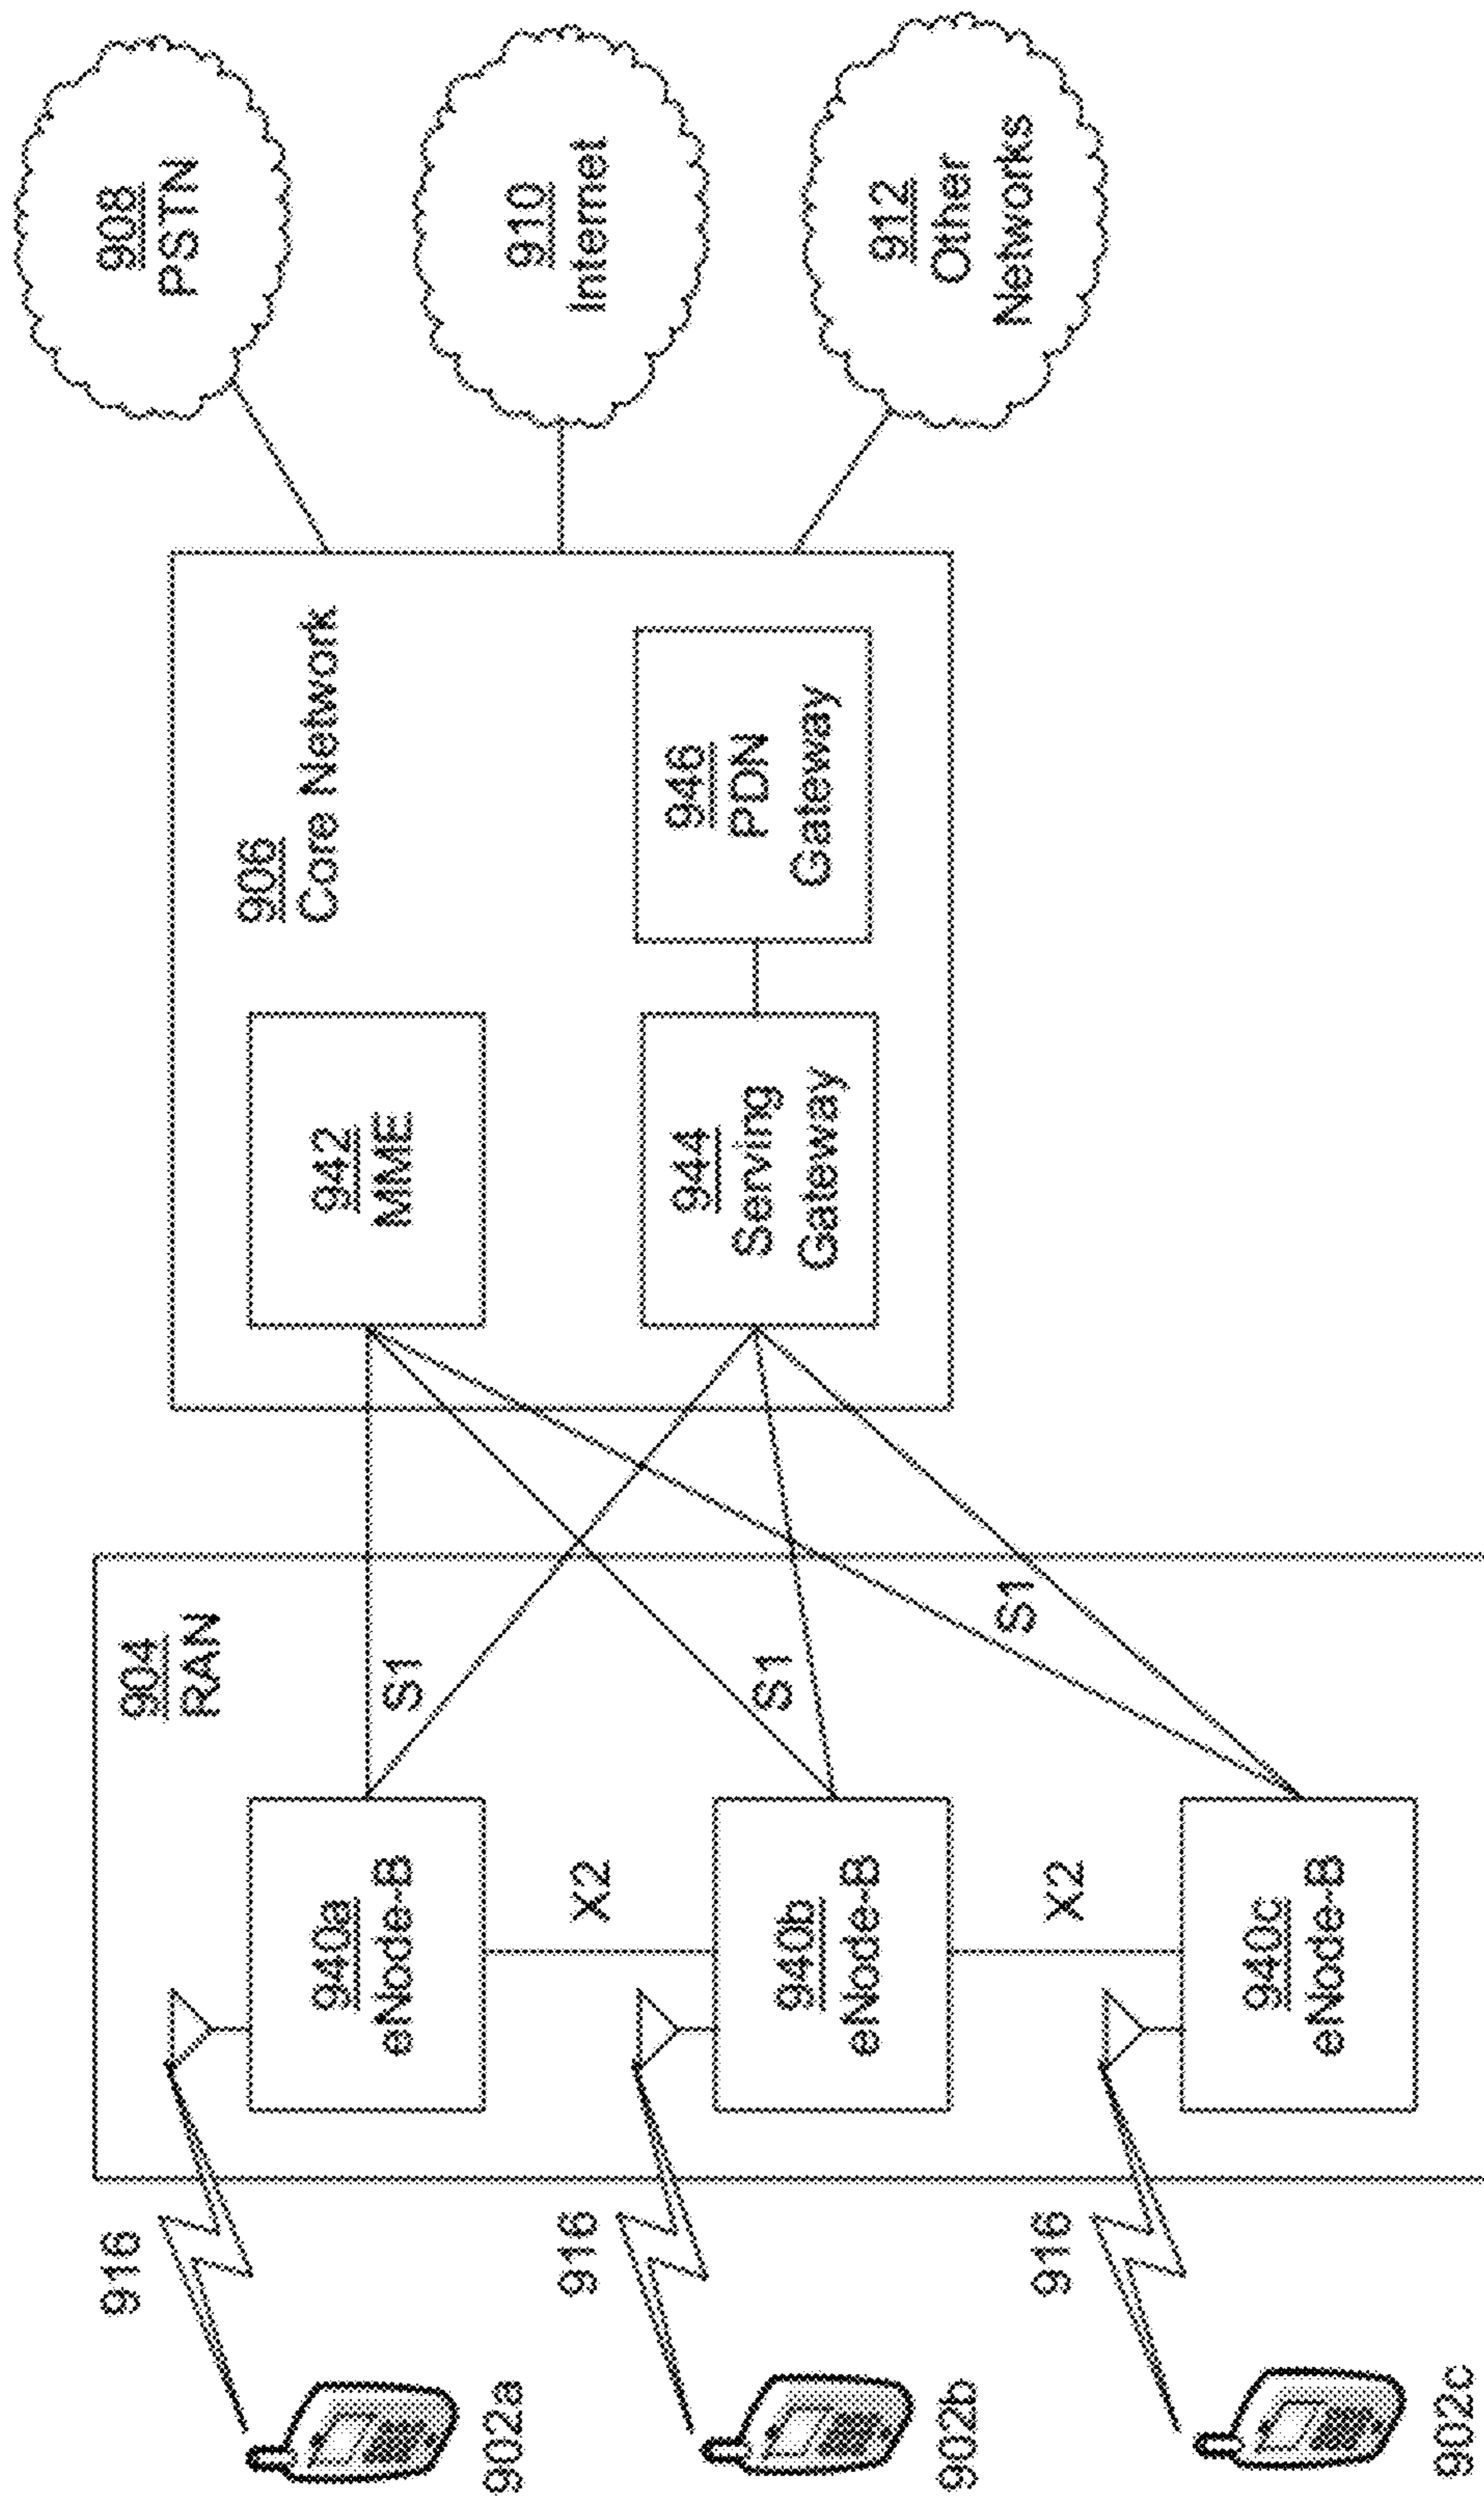 904
RAN
916
902a
940a
eNode-B
S1
X2
916
902b
940b
eNode-B
S1
X2
916
902c
940c
eNode-B
S1
906
Core Network
942
MME
944
Serving
Gateway
946
PDN
Gateway
908
PSTN
910
Internet
912
Other
Networks